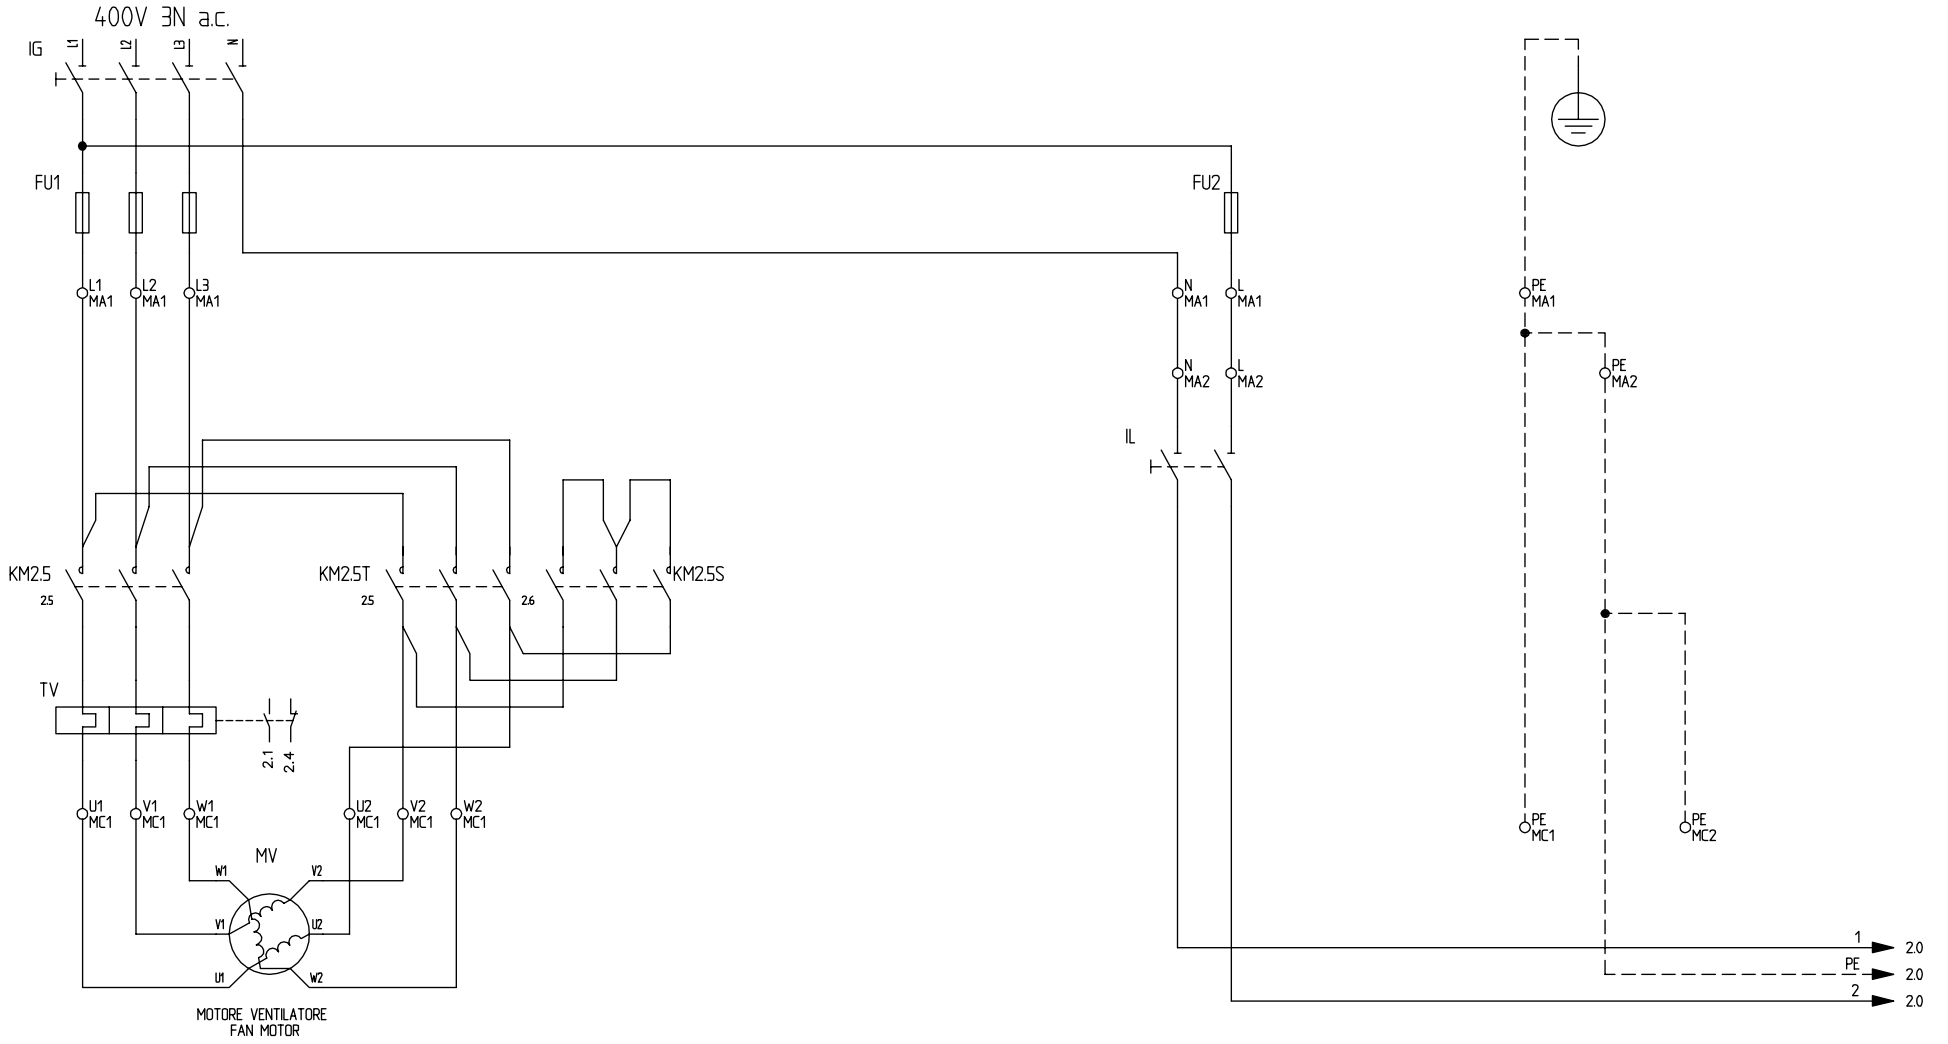 400V 3N a.c.
IG
L1
L2
L3
N
FU1
FU2
L1
MA1
L2
MA1
L3
MA1
N
MA1
L
MA1
PE
MA1
N
MA2
L
MA2
PE
MA2
IL
KM2.5
2.5
KM2.5T
2.5
2.6
KM2.5S
TV
2.1
2.4
U1
MC1
V1
MC1
W1
MC1
U2
MC1
V2
MC1
W2
MC1
PE
MC1
PE
MC2
MV
W1
V2
V1
U2
U1
W2
1
2.0
PE
2.0
2
2.0
MOTORE VENTILATORE
FAN MOTOR